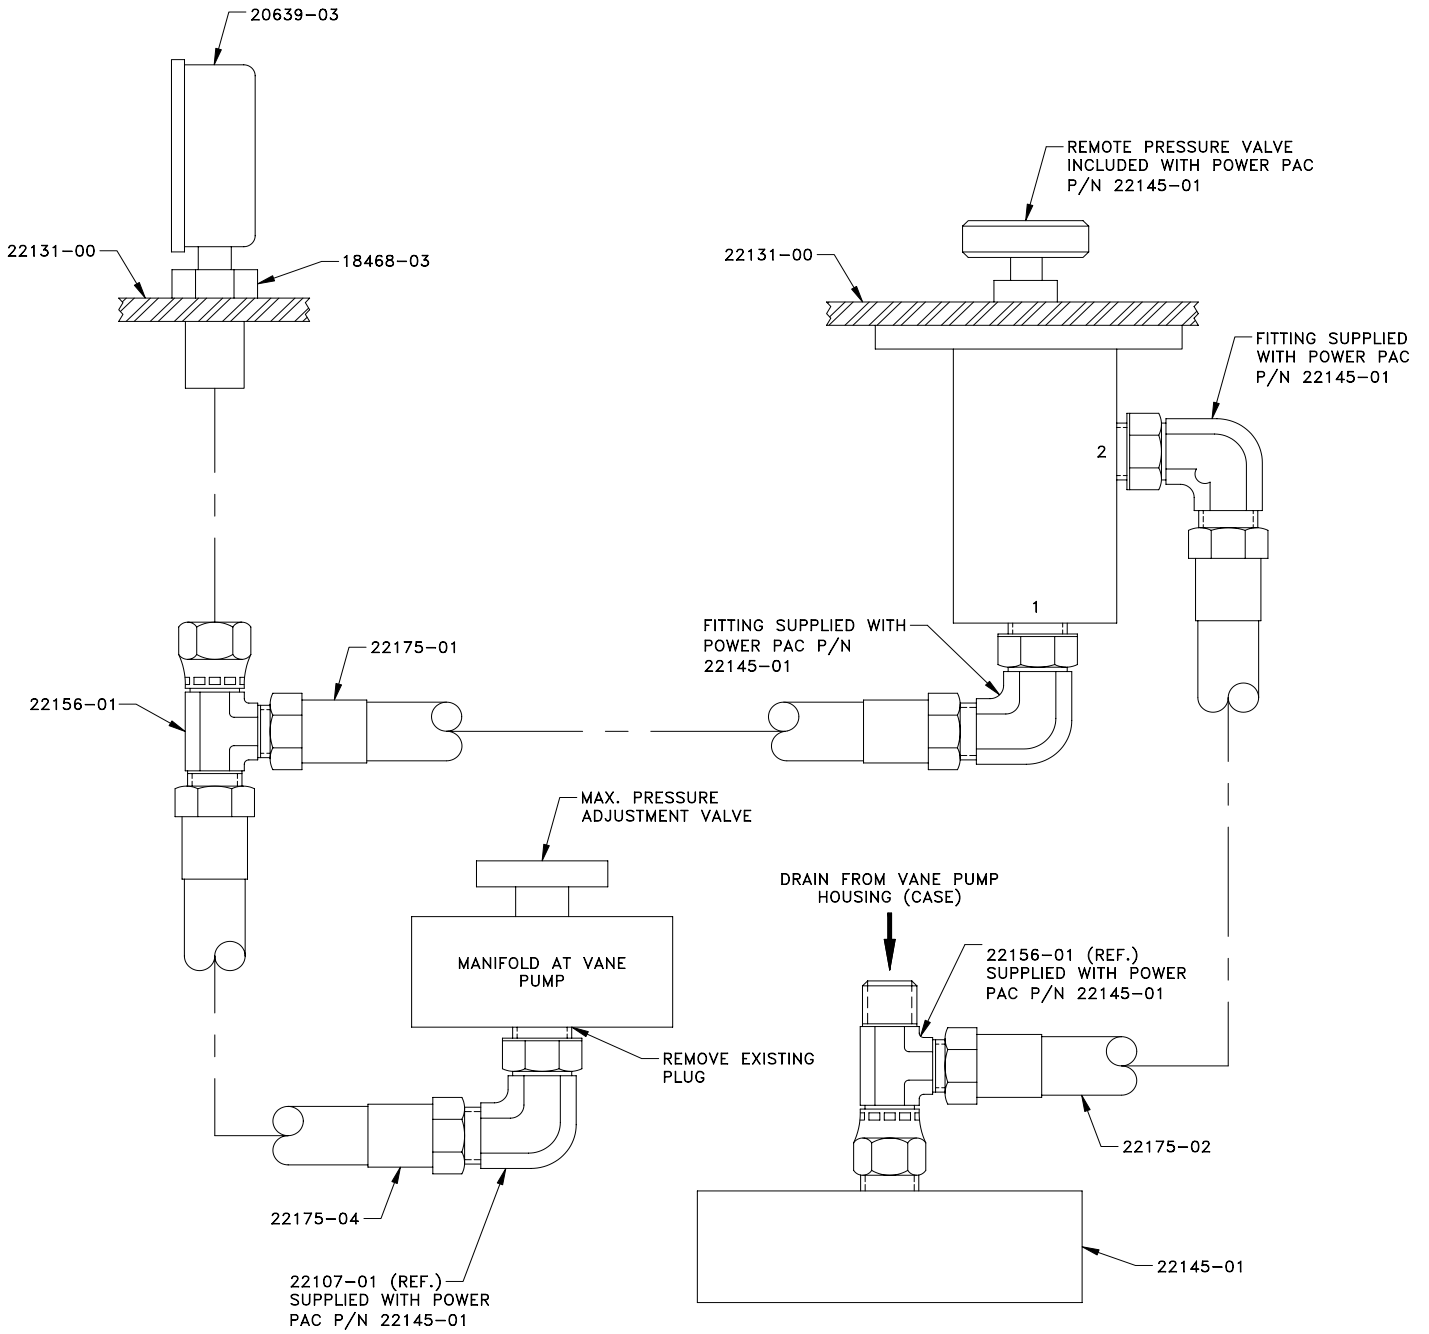 20639-03
REMOTE PRESSURE VALVE
INCLUDED WITH POWER PAC
P/N 22145-01
22131-00
18468-03
22131-00
FITTING SUPPLIED
WITH POWER PAC
P/N 22145-01
2
1
FITTING SUPPLIED WITH
POWER PAC P/N
22145-01
22175-01
22156-01
MAX. PRESSURE
ADJUSTMENT VALVE
DRAIN FROM VANE PUMP
HOUSING (CASE)
MANIFOLD AT VANE
PUMP
22156-01 (REF.)
SUPPLIED WITH POWER
PAC P/N 22145-01
REMOVE EXISTING
PLUG
22175-02
22175-04
22145-01
22107-01 (REF.)
SUPPLIED WITH POWER
PAC P/N 22145-01